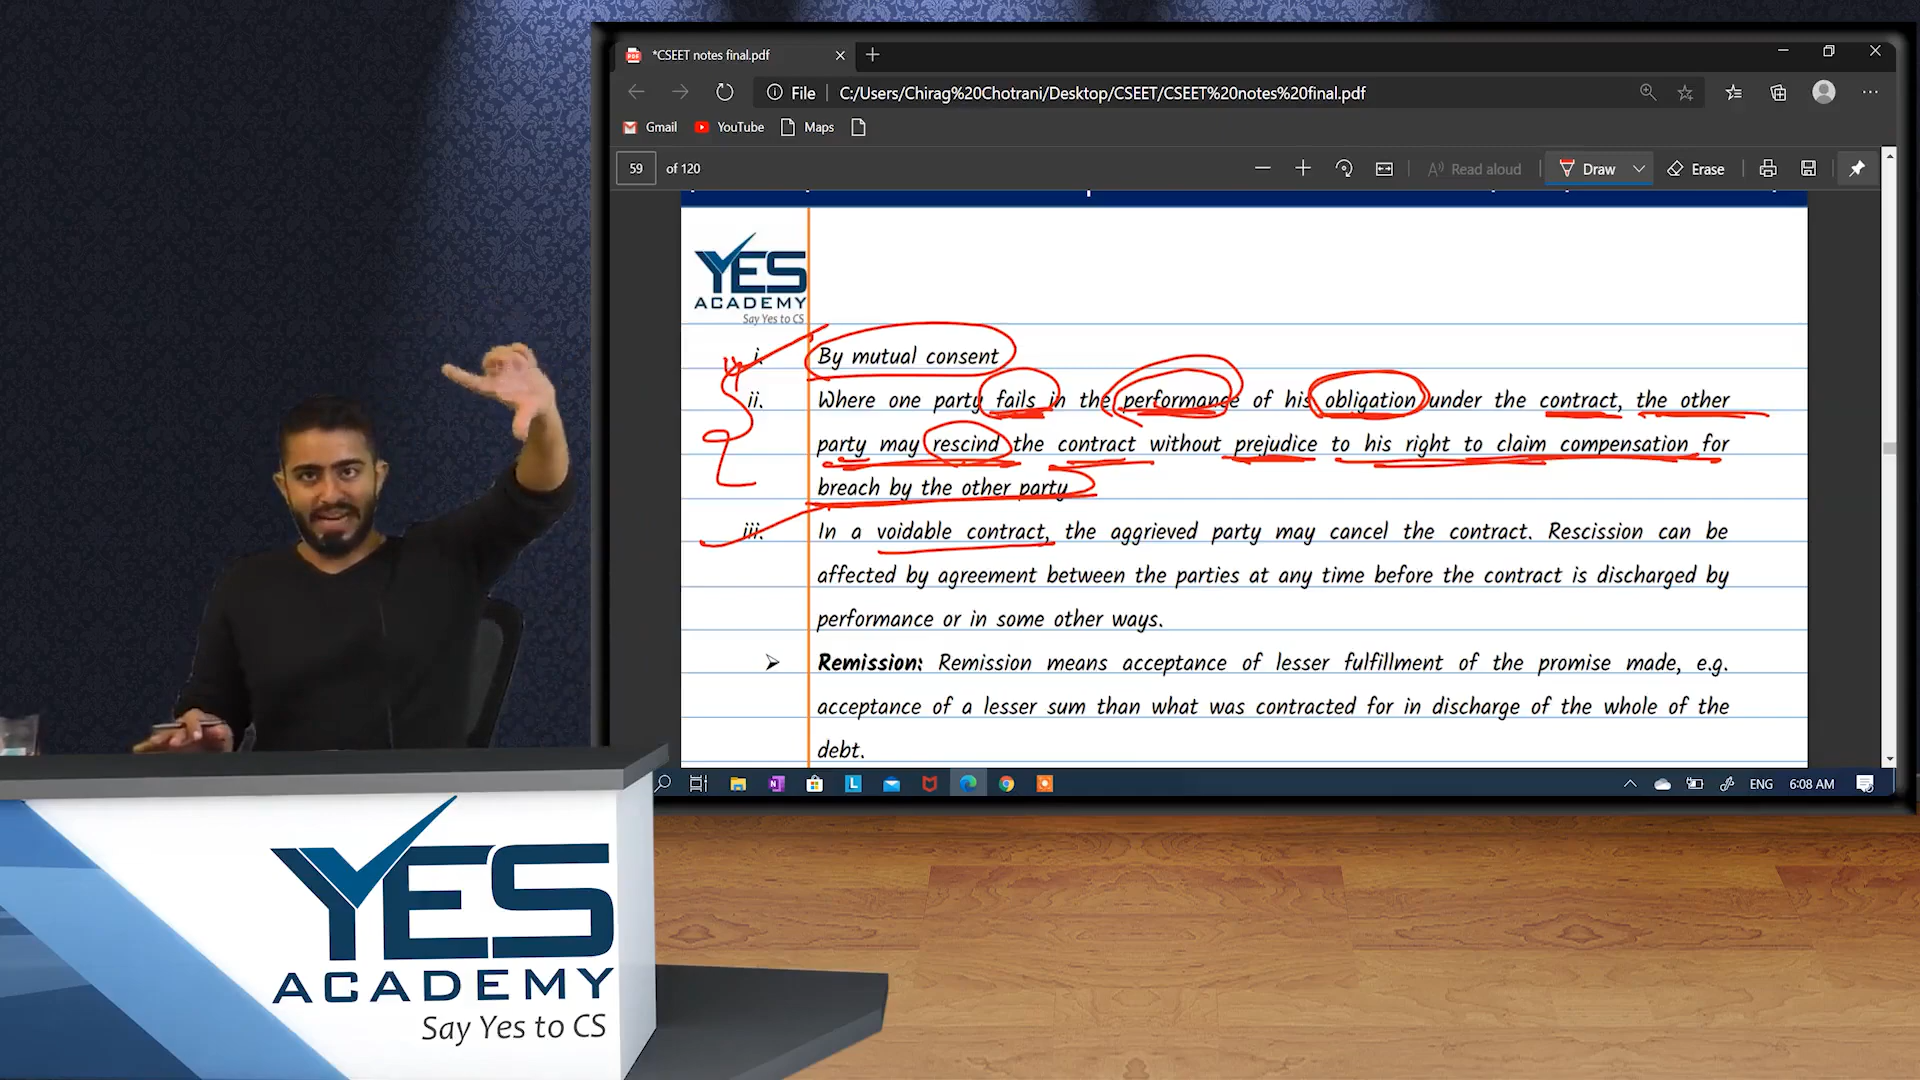 *CSEET notes final.pdf
File | C:/Users/Chirag%20Chotrani/Desktop/CSEET/CSEET%20notes%20final.pdf
Gmail YouTube Maps
59 of 120 Read aloud Draw Erase
YES
ACADEMY
Say Yes to CS
i. By mutual consent
ii. Where one party fails in the performance of his obligation under the contract, the other
party may rescind the contract without prejudice to his right to claim compensation for
breach by the other party
iii. In a voidable contract, the aggrieved party may cancel the contract. Rescission can be
affected by agreement between the parties at any time before the contract is discharged by
performance or in some other ways.
➤ Remission: Remission means acceptance of lesser fulfillment of the promise made, e.g.
acceptance of a lesser sum than what was contracted for in discharge of the whole of the
debt.
ENG 6:08 AM
YES
ACADEMY
Say Yes to CS